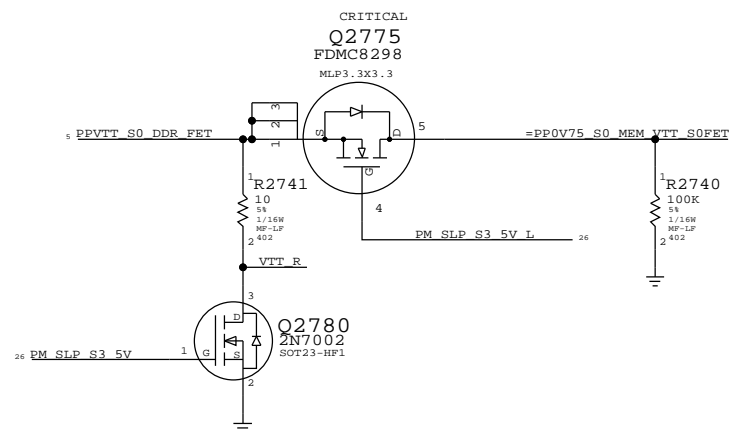 CRITICAL
Q2775
FDMC8298
MLP3.3X3.3
3
2
1
S
D
G
5
4
5 PPVTT_S0_DDR_FET
=PP0V75_S0_MEM_VTT_S0FET
1
R2741
10
5%
1/16W
MF-LF
402
2
1
R2740
100K
5%
1/16W
MF-LF
402
2
PM_SLP_S3_5V_L 26
VTT_R
3
D
Q2780
2N7002
SOT23-HF1
26 PM_SLP_S3_5V
1
G
S
2